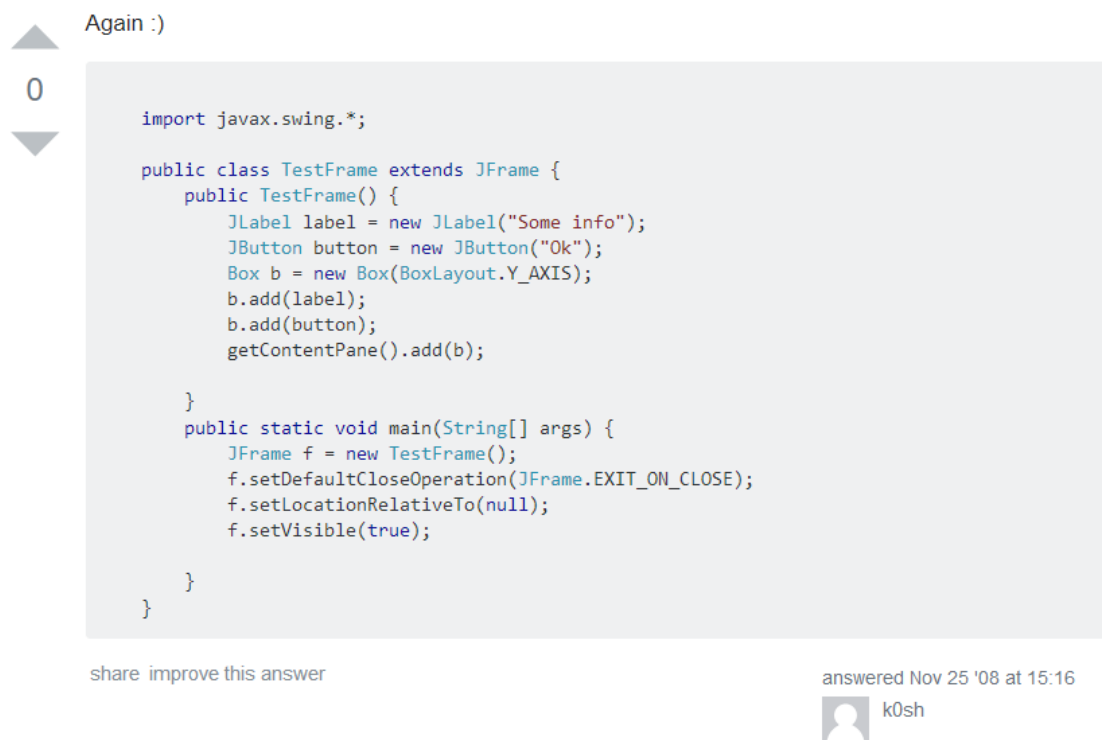 Again :)
0
import javax.swing.*;
public class TestFrame extends JFrame {
    public TestFrame() {
        JLabel label = new JLabel("Some info");
        JButton button = new JButton("Ok");
        Box b = new Box(BoxLayout.Y_AXIS);
        b.add(label);
        b.add(button);
        getContentPane().add(b);
    }
    public static void main(String[] args) {
        JFrame f = new TestFrame();
        f.setDefaultCloseOperation(JFrame.EXIT_ON_CLOSE);
        f.setLocationRelativeTo(null);
        f.setVisible(true);
    }
}
share improve this answer
answered Nov 25 '08 at 15:16
k0sh